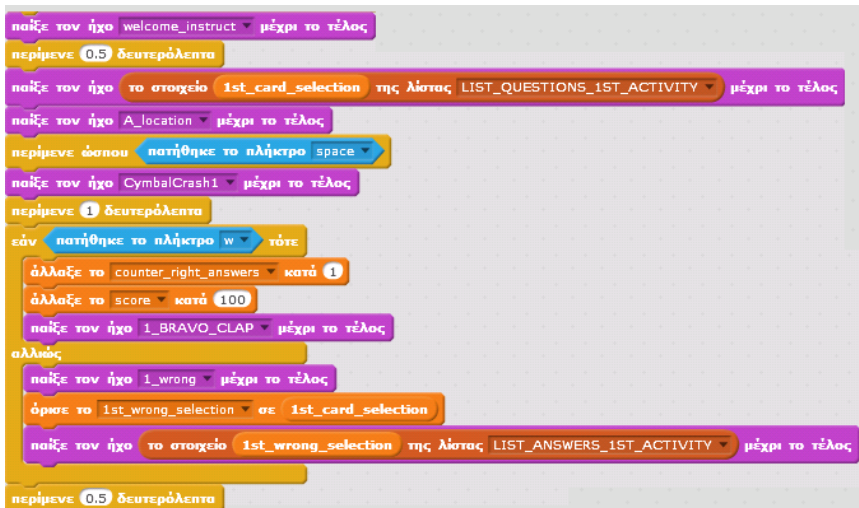 παίξε τον ήχο welcome_instruct μέχρι το τέλος
περίμενε 0.5 δευτερόλεπτα
παίξε τον ήχο το στοιχείο 1st_card_selection της λίστας LIST_QUESTIONS_1ST_ACTIVITY μέχρι το τέλος
παίξε τον ήχο A_location μέχρι το τέλος
περίμενε ώσπου πατήθηκε το πλήκτρο space
παίξε τον ήχο CymbalCrash1 μέχρι το τέλος
περίμενε 1 δευτερόλεπτα
εάν πατήθηκε το πλήκτρο w τότε
άλλαξε το counter_right_answers κατά 1
άλλαξε το score κατά 100
παίξε τον ήχο 1_BRAVO_CLAP μέχρι το τέλος
αλλιώς
παίξε τον ήχο 1_wrong μέχρι το τέλος
όρισε το 1st_wrong_selection σε 1st_card_selection
παίξε τον ήχο το στοιχείο 1st_wrong_selection της λίστας LIST_ANSWERS_1ST_ACTIVITY μέχρι το τέλος
περίμενε 0.5 δευτερόλεπτα